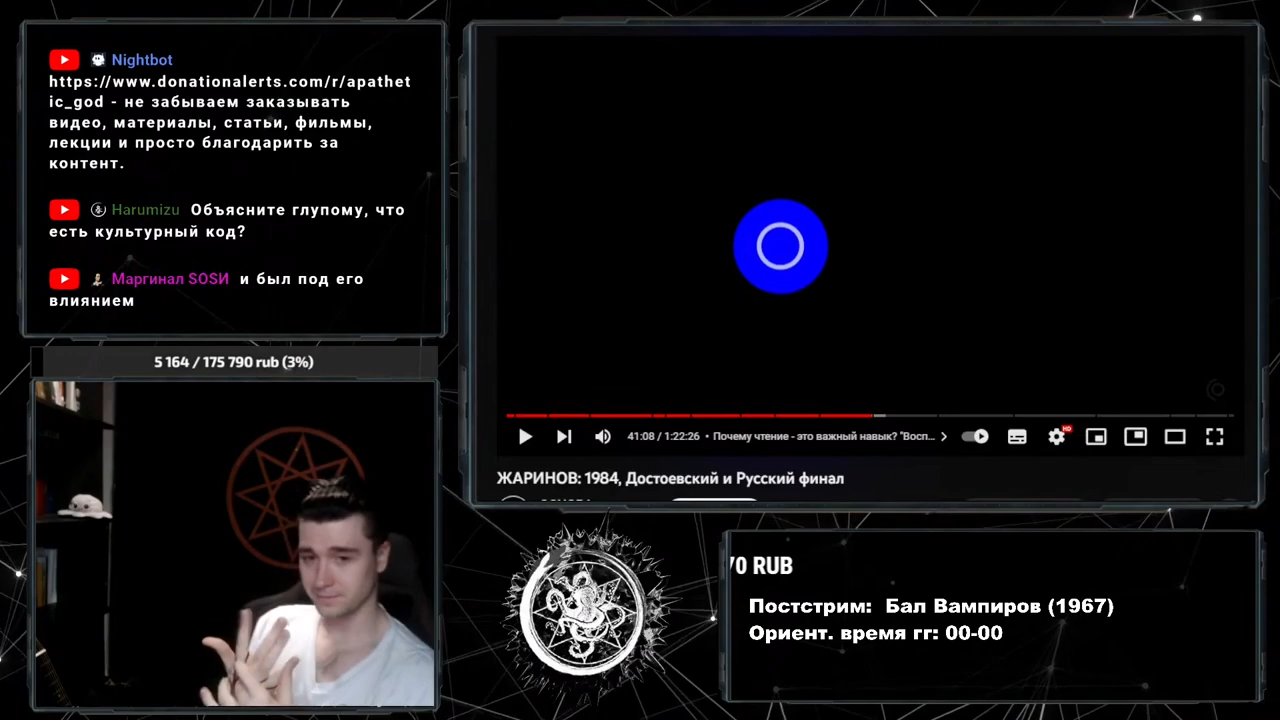 Nightbot
https://www.donationalerts.com/r/apathet
ic_god - не забываем заказывать
видео, материалы, статьи, фильмы,
лекции и просто благодарить за
контент.
Harumizu Объясните глупому, что
есть культурный код?
Маргинал SOSИ и был под его
влиянием
5 164 / 175 790 rub (3%)
41:08 / 1:22:26 • Почему чтение - это важный навык? "Восп...
HD
ЖАРИНОВ: 1984, Достоевский и Русский финал
70 RUB
Постстрим: Бал Вампиров (1967)
Ориент. время гг: 00-00